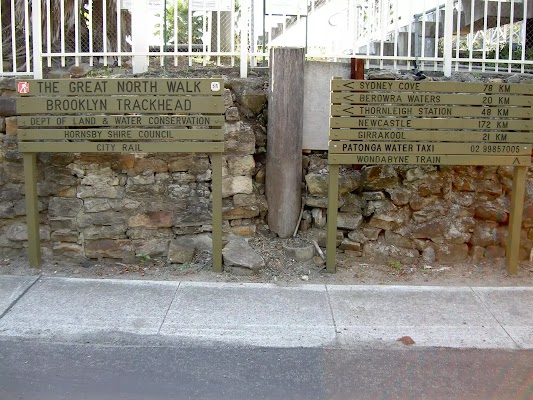 THE GREAT NORTH WALK
BROOKLYN TRACKHEAD
DEPT OF LAND & WATER CONSERVATION
HORNSBY SHIRE COUNCIL
CITY RAIL
SYDNEY COVE 78 KM
BEROWRA WATERS 20 KM
THORNLEIGH STATION 48 KM
NEWCASTLE 172 KM
GIRRAKOOL 21 KM
PATONGA WATER TAXI 02 99857005
WONDABYNE TRAIN